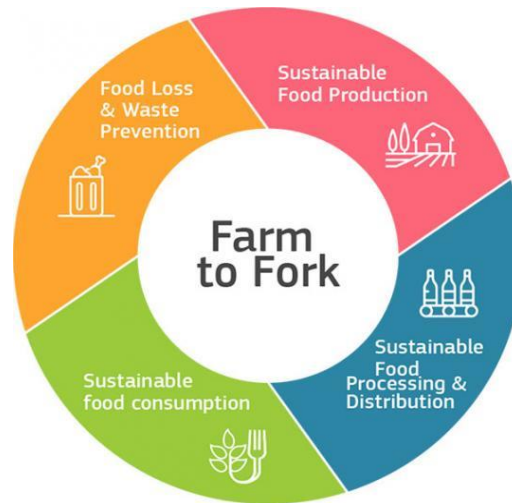 Food Loss
& Waste
Prevention
Sustainable
Food Production
Farm
to Fork
Sustainable
Food
Processing &
Distribution
Sustainable
food consumption